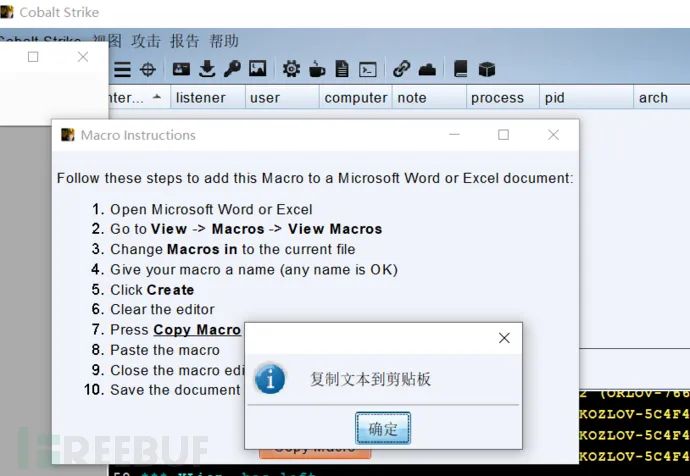 Cobalt Strike
Cobalt Strike 视图 攻击 报告 帮助
nter... listener user computer note process pid arch
Macro Instructions
Follow these steps to add this Macro to a Microsoft Word or Excel document:
1. Open Microsoft Word or Excel
2. Go to View -> Macros -> View Macros
3. Change Macros in to the current file
4. Give your macro a name (any name is OK)
5. Click Create
6. Clear the editor
7. Press Copy Macro
8. Paste the macro
9. Close the macro edi
10. Save the document
复制文本到剪贴板
确定
Copy Macro
2 (ORLOV-766
KOZLOV-5C4F4
KOZLOV-5C4F4
KOZLOV-5C4F4
REEBUF